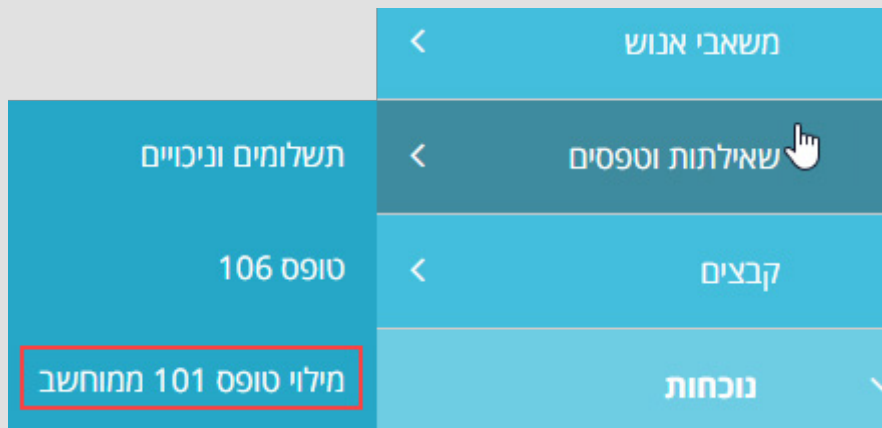 משאבי אנוש
שאילתות וטפסים
קבצים
נוכחות
תשלומים וניכויים
טופס 106
מילוי טופס 101 ממוחשב